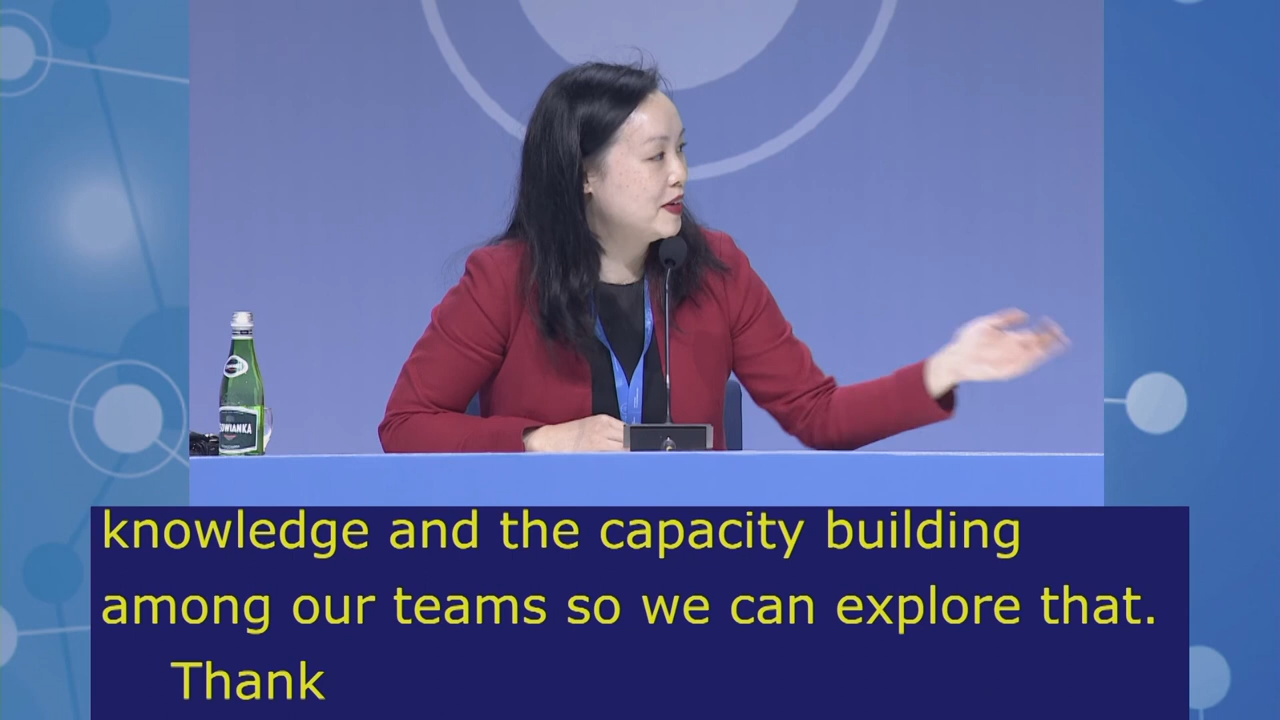 knowledge and the capacity building
among our teams so we can explore that.
Thank